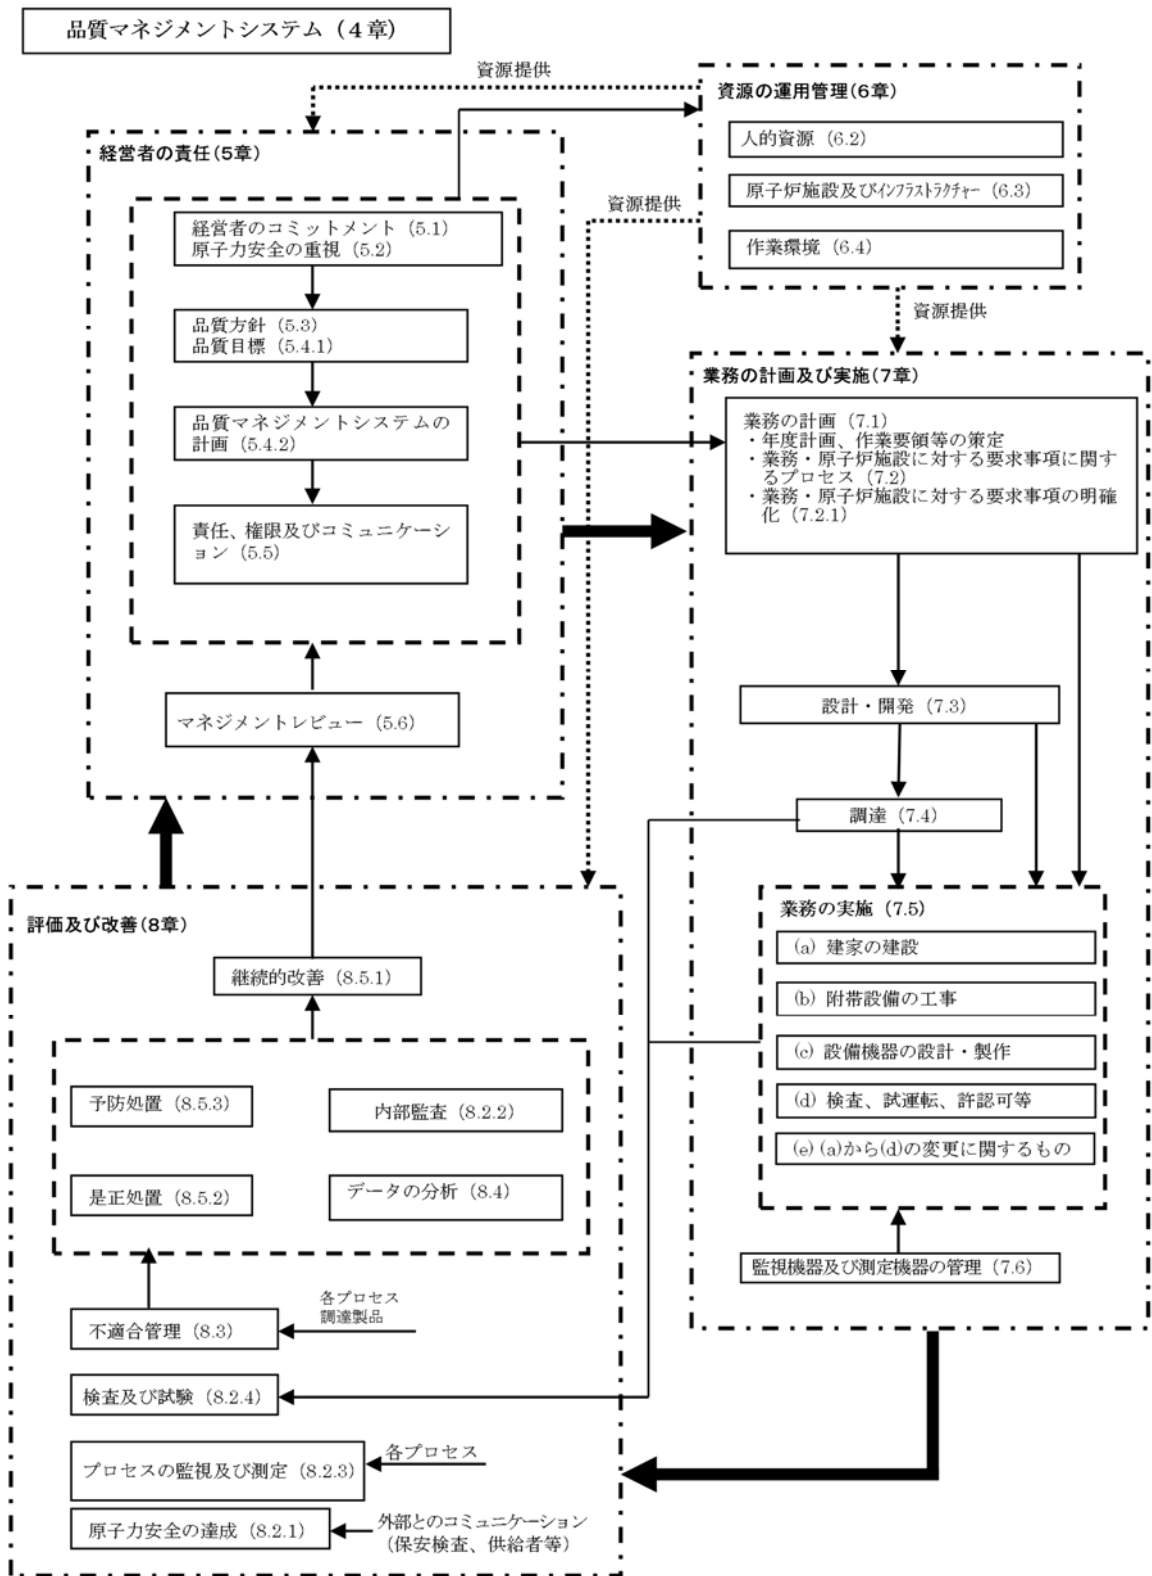 品質マネジメントシステム（４章）
資源提供
資源の運用管理(6章)
人的資源（6.2）
原子炉施設及びｲﾝﾌﾗｽﾄﾗｸﾁｬｰ（6.3）
作業環境（6.4）
経営者の責任(5章)
経営者のコミットメント（5.1）
原子力安全の重視（5.2）
資源提供
資源提供
品質方針（5.3）
品質目標（5.4.1）
品質マネジメントシステムの
計画（5.4.2）
責任、権限及びコミュニケーシ
ョン（5.5）
マネジメントレビュー（5.6）
業務の計画及び実施(7章)
業務の計画（7.1）
・年度計画、作業要領等の策定
・業務・原子炉施設に対する要求事項に関す
るプロセス（7.2）
・業務・原子炉施設に対する要求事項の明確
化（7.2.1）
設計・開発（7.3）
調達（7.4）
業務の実施（7.5）
(a) 建家の建設
(b) 附帯設備の工事
(c) 設備機器の設計・製作
(d) 検査、試運転、許認可等
(e) (a)から(d)の変更に関するもの
監視機器及び測定機器の管理（7.6）
評価及び改善(8章)
継続的改善（8.5.1）
予防処置（8.5.3）
内部監査（8.2.2）
是正処置（8.5.2）
データの分析（8.4）
各プロセス
調達製品
不適合管理（8.3）
検査及び試験（8.2.4）
プロセスの監視及び測定（8.2.3）
各プロセス
原子力安全の達成（8.2.1）
外部とのコミュニケーション
（保安検査、供給者等）